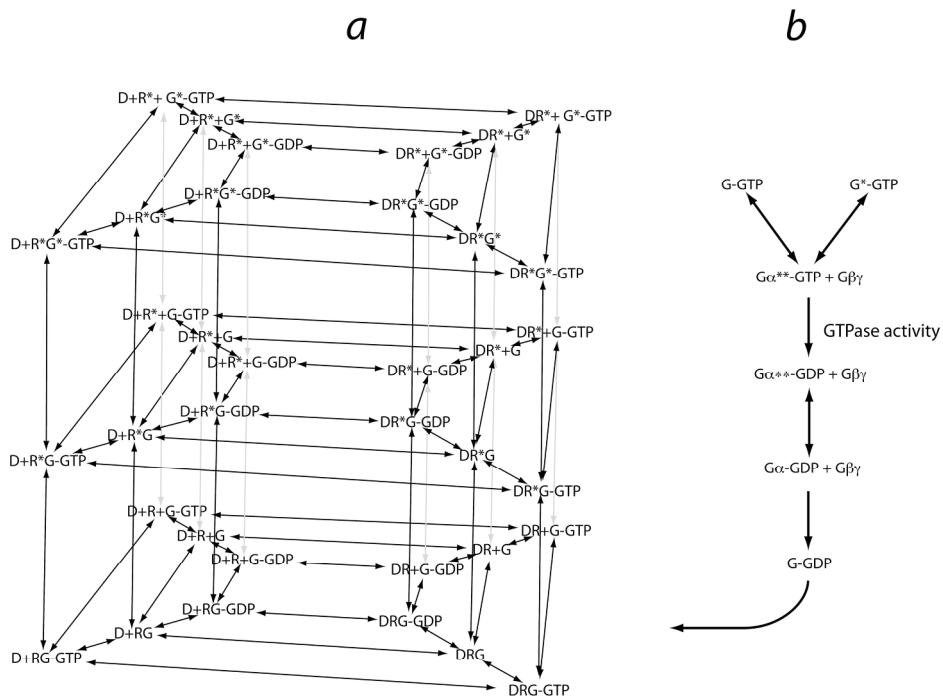 a
b
D+R*+ G*-GTP
D+R*+G*
D+R*+G*-GDP
DR*+ G*-GTP
DR*+G*
DR*+G*-GDP
D+R*G*-GDP
D+R*G*
D+R*G*-GTP
DR*G*-GDP
DR*G*
DR*G*-GTP
D+R*+G-GTP
D+R*+G
D+R*+G-GDP
DR*+G-GTP
DR*+G
DR*+G-GDP
D+R*G-GDP
D+R*G
D+R*G-GTP
DR*G-GDP
DR*G
DR*G-GTP
D+R+G-GTP
D+R+G
D+R+G-GDP
DR+G-GTP
DR+G
DR+G-GDP
D+RG-GDP
D+RG
D+RG-GTP
DRG-GDP
DRG
DRG-GTP
G-GTP
G*-GTP
Gα**-GTP + Gβγ
GTPase activity
Gα**-GDP + Gβγ
Gα-GDP + Gβγ
G-GDP